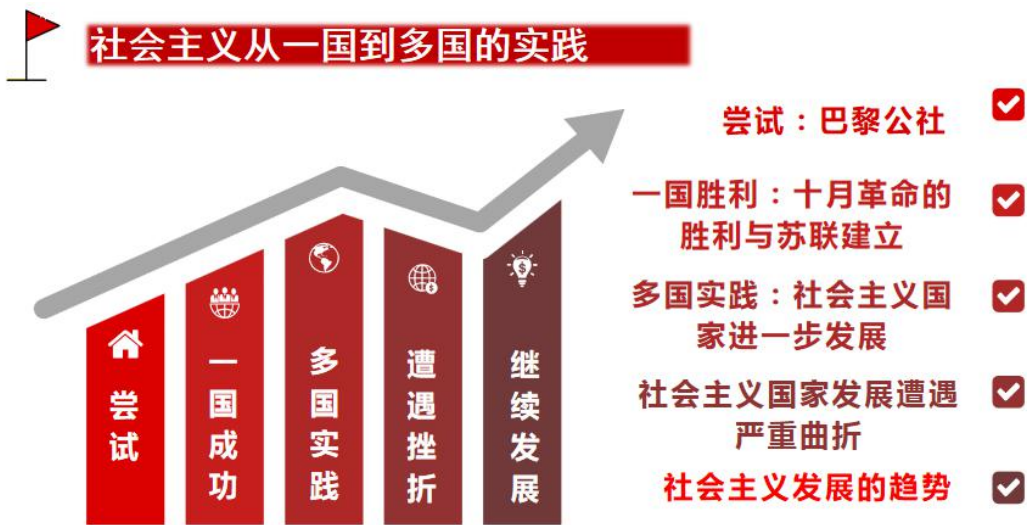 社会主义从一国到多国的实践
尝试：巴黎公社
一国胜利：十月革命的
胜利与苏联建立
多国实践：社会主义国
家进一步发展
社会主义国家发展遭遇
严重曲折
社会主义发展的趋势
尝试
一国成功
多国实践
遭遇挫折
继续发展